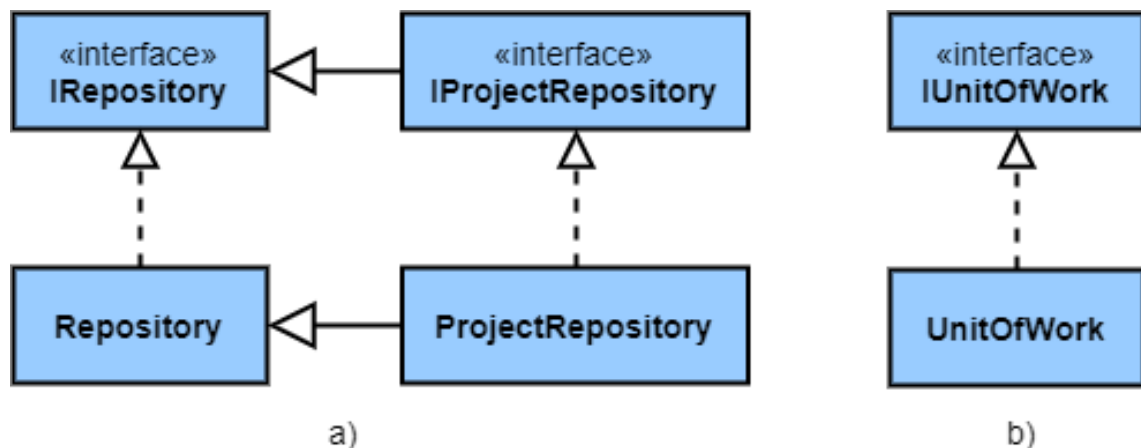 «interface»
IRepository
«interface»
IProjectRepository
«interface»
IUnitOfWork
Repository
ProjectRepository
UnitOfWork
a)
b)